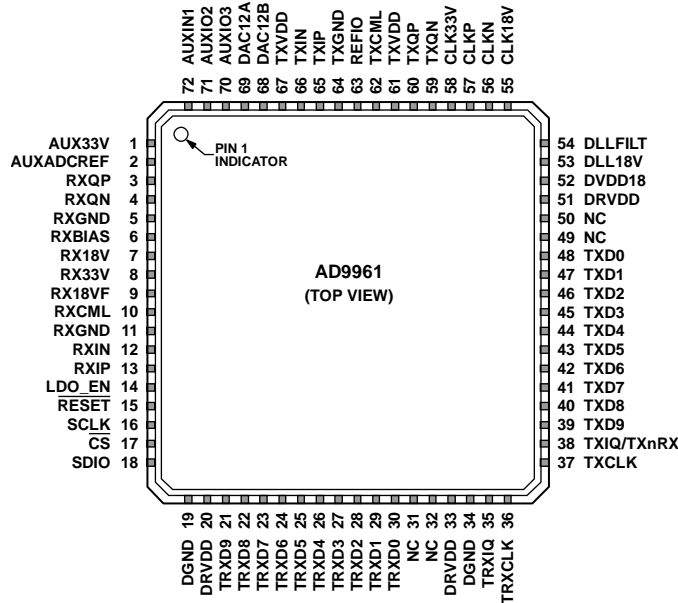 72 AUXIN1
71 AUXIO2
70 AUXIO3
69 DAC12A
68 DAC12B
67 TXVDD
66 TXIN
65 TXIP
64 TXGND
63 REFIO
62 TXCML
61 TXVDD
60 TXQP
59 TXQN
58 CLK33V
57 CLKP
56 CLKN
55 CLK18V
PIN 1
INDICATOR
AUX33V 1
AUXADCREF 2
RXQP 3
RXQN 4
RXGND 5
RXBIAS 6
RX18V 7
RX33V 8
RX18VF 9
RXCML 10
RXGND 11
RXIN 12
RXIP 13
LDO_EN 14
RESET 15
SCLK 16
CS 17
SDIO 18
AD9961
(TOP VIEW)
54 DLLFILT
53 DLL18V
52 DVDD18
51 DRVDD
50 NC
49 NC
48 TXD0
47 TXD1
46 TXD2
45 TXD3
44 TXD4
43 TXD5
42 TXD6
41 TXD7
40 TXD8
39 TXD9
38 TXIQ/TXnRX
37 TXCLK
DGND 19
DRVDD 20
TRXD9 21
TRXD8 22
TRXD7 23
TRXD6 24
TRXD5 25
TRXD4 26
TRXD3 27
TRXD2 28
TRXD1 29
TRXD0 30
NC 31
NC 32
DRVDD 33
DGND 34
TRXIQ 35
TRXCLK 36